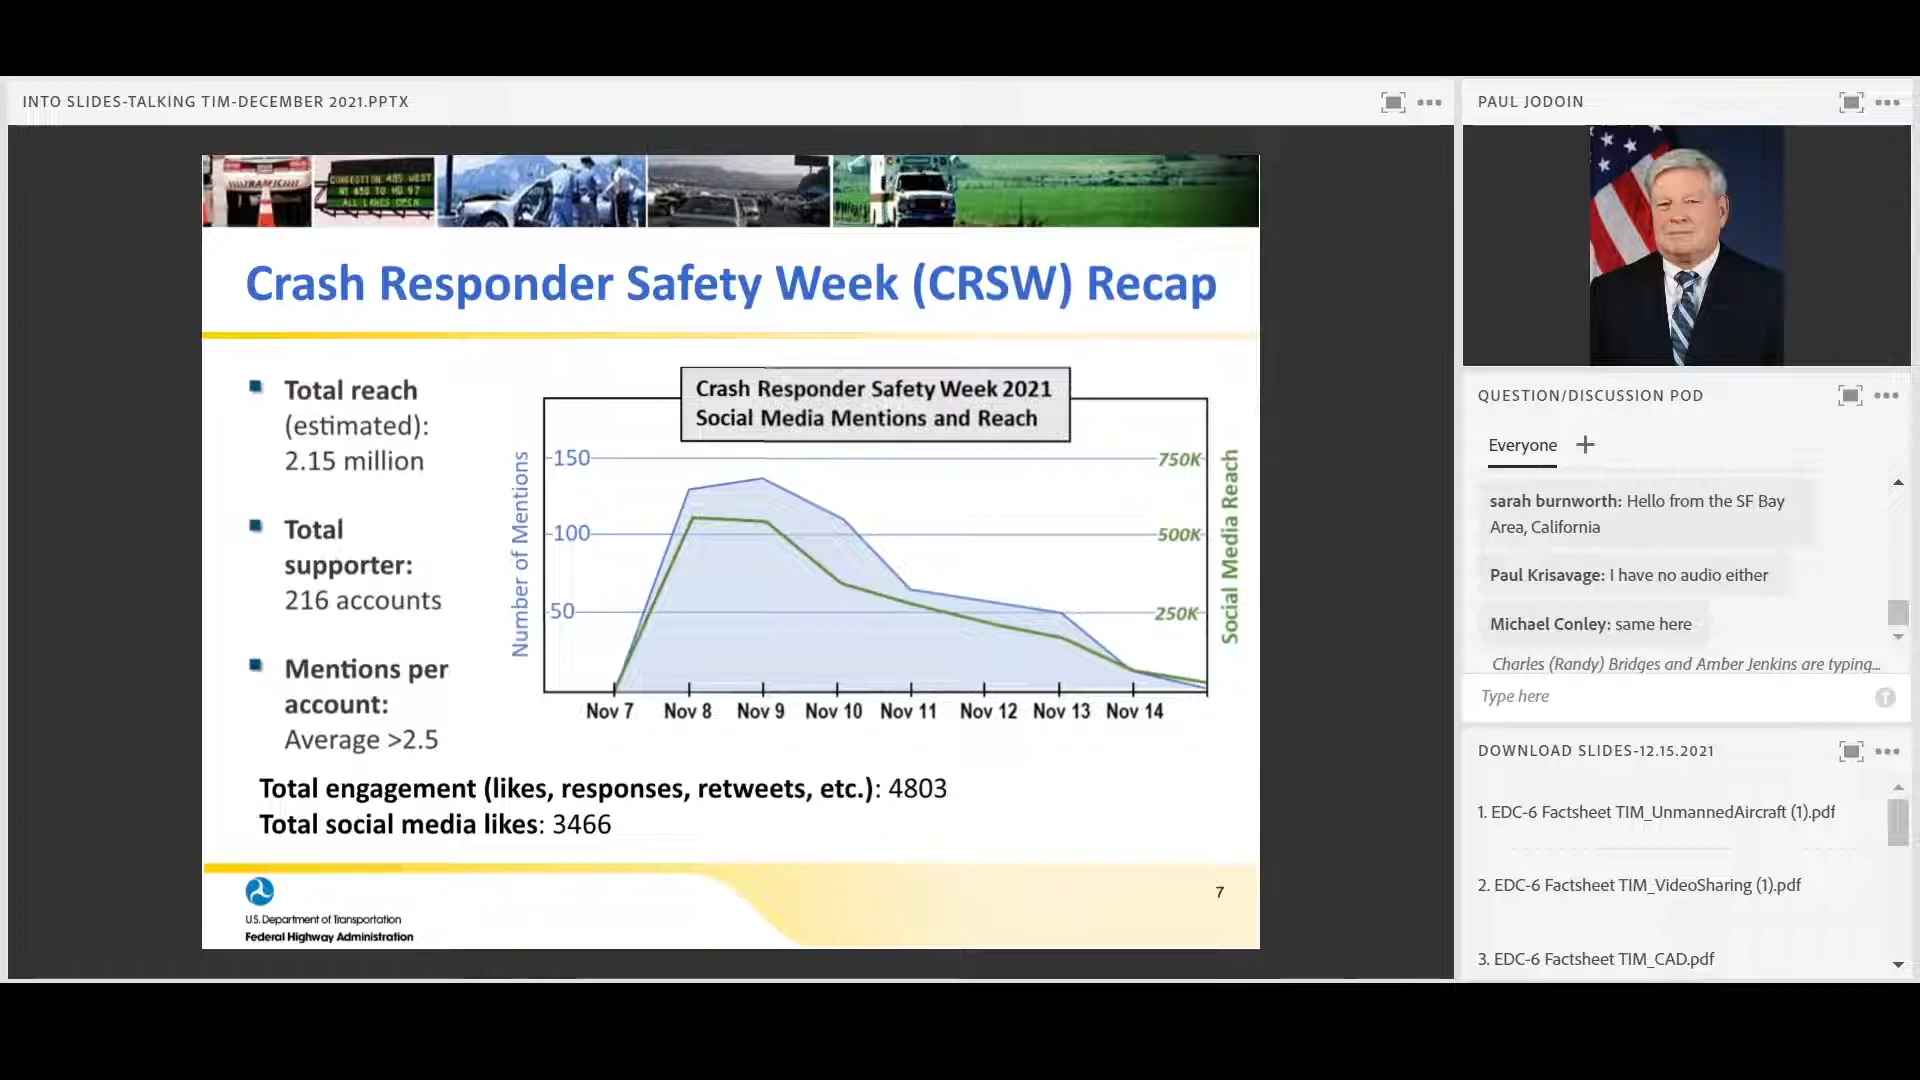 INTO SLIDES-TALKING TIM-DECEMBER 2021.PPTX
CONGESTION 495 WEST
ALL LANES OPEN
Crash Responder Safety Week (CRSW) Recap
Total reach
(estimated):
2.15 million
Total
supporter:
216 accounts
Mentions per
account:
Average >2.5
Crash Responder Safety Week 2021
Social Media Mentions and Reach
Number of Mentions
150
100
50
750K
500K
250K
Social Media Reach
Nov 7 Nov 8 Nov 9 Nov 10 Nov 11 Nov 12 Nov 13 Nov 14
Total engagement (likes, responses, retweets, etc.): 4803
Total social media likes: 3466
U.S. Department of Transportation
Federal Highway Administration
7
PAUL JODOIN
QUESTION/DISCUSSION POD
Everyone
sarah burnworth: Hello from the SF Bay
Area, California
Paul Krisavage: I have no audio either
Michael Conley: same here
Charles (Randy) Bridges and Amber Jenkins are typing...
Type here
DOWNLOAD SLIDES-12.15.2021
1. EDC-6 Factsheet TIM_UnmannedAircraft (1).pdf
2. EDC-6 Factsheet TIM_VideoSharing (1).pdf
3. EDC-6 Factsheet TIM_CAD.pdf